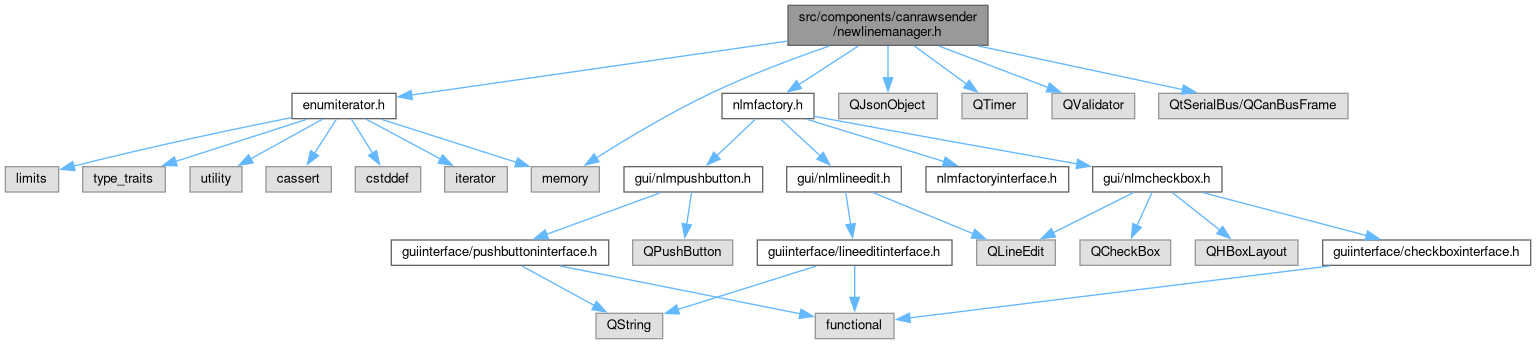 src/components/canrawsender
/newlinemanager.h
enumiterator.h
nlmfactory.h
QJsonObject
QTimer
QValidator
QtSerialBus/QCanBusFrame
limits
type_traits
utility
cassert
cstddef
iterator
memory
gui/nlmpushbutton.h
gui/nlmlineedit.h
nlmfactoryinterface.h
gui/nlmcheckbox.h
guiinterface/pushbuttoninterface.h
QPushButton
guiinterface/lineeditinterface.h
QLineEdit
QCheckBox
QHBoxLayout
guiinterface/checkboxinterface.h
QString
functional